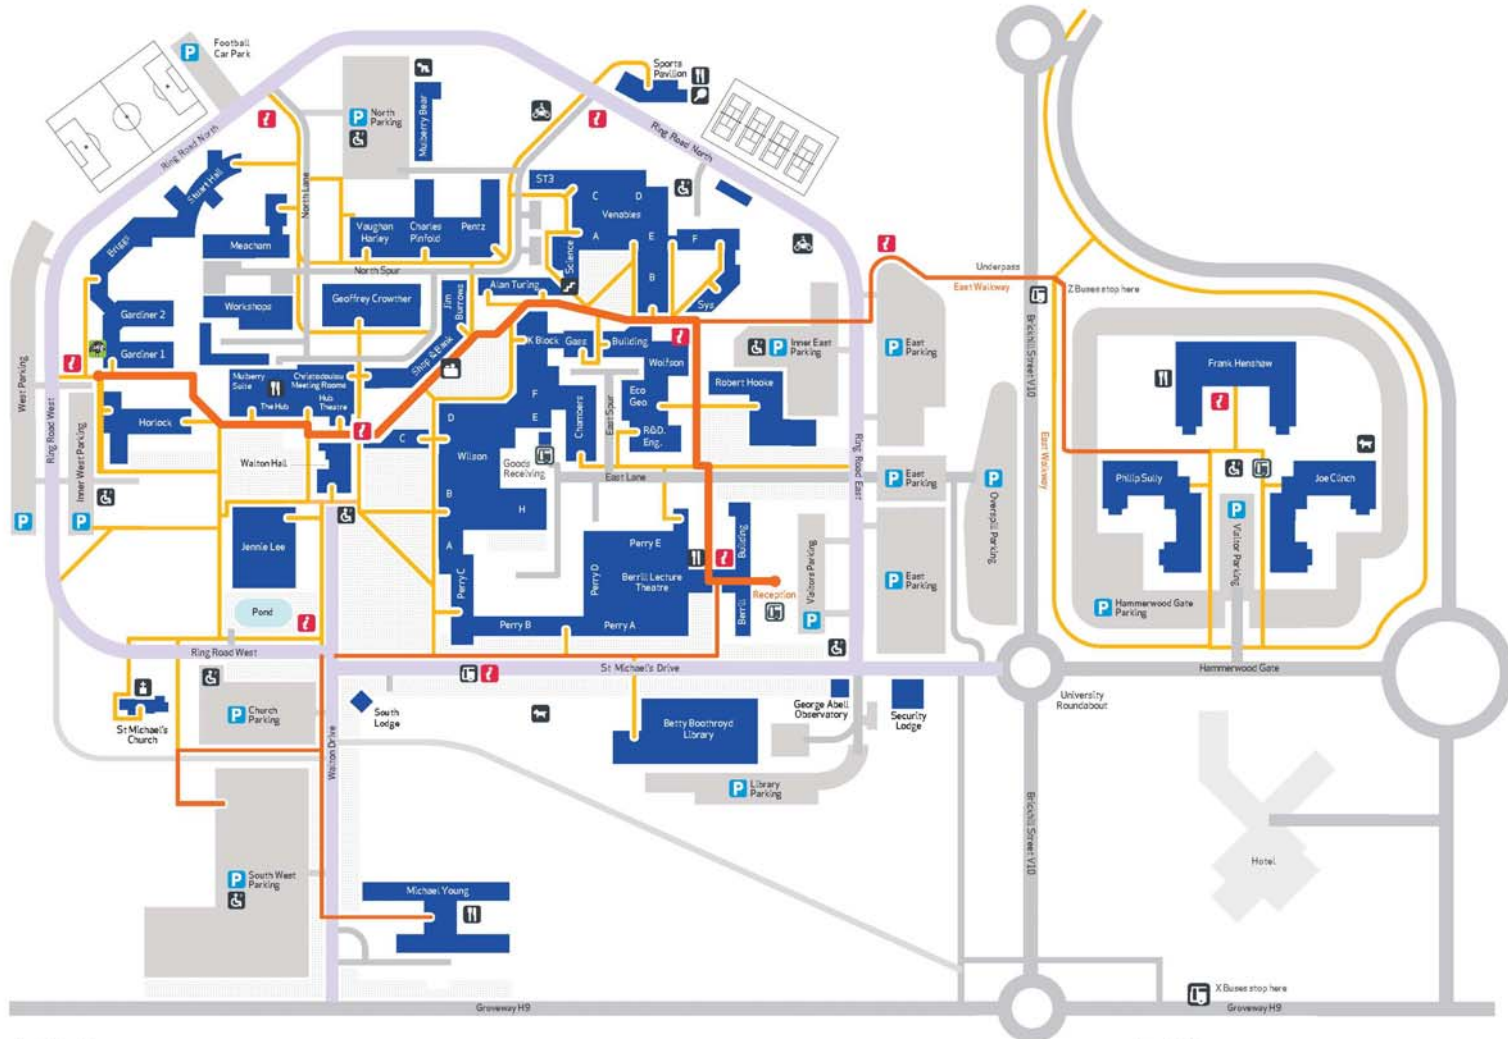 Football
Car Park
P
Sports
Pavilion
North
Parking
P
Mulberry Bear
Ring Road North
Ring Road North
Stuart Hall
North Lane
ST3
C
D
Venables
A
E
F
B
Science
Vaughan
Harley
Charles
Pinfold
Pentz
Briggs
Meacham
North Spur
Underpass
East Walkway
Z Buses stop here
Alan Turing
Jim
Burrows
Sys
Geoffrey Crowther
Workshops
Gardiner 2
Gardiner 1
Shop & Bank
K Block
Gass
Building
Wolfson
P
Inner East
Parking
P
East
Parking
Brickhill Street V10
Frank Henshaw
West Parking
Mulberry
Suite
Christodoulou
Meeting Rooms
The Hub
Hub
Theatre
Robert Hooke
Eco
Geo
F
E
D
C
Chambers
East Spur
R&D.
Eng.
Horlock
Ring Road West
Inner West Parking
Walton Hall
Wilson
Goods
Receiving
East Lane
Ring Road East
P
East
Parking
P
Overspill Parking
East Walkway
Philip Sully
Joe Clinch
P
Visitor Parking
P
P
B
H
A
Jennie Lee
Perry E
Building
Perry C
Perry D
Berrill Lecture
Theatre
Berrill
Reception
Visitors Parking
P
P
East
Parking
P
Hammerwood Gate
Parking
Pond
Perry B
Perry A
Ring Road West
St Michael's Drive
Hammerwood Gate
University
Roundabout
St Michael's
Church
P
Church
Parking
South
Lodge
Walton Drive
Betty Boothroyd
Library
George Abell
Observatory
Security
Lodge
P
Library
Parking
Brickhill Street V10
Hotel
P
South West
Parking
Michael Young
X Buses stop here
Groveway H9
Groveway H9